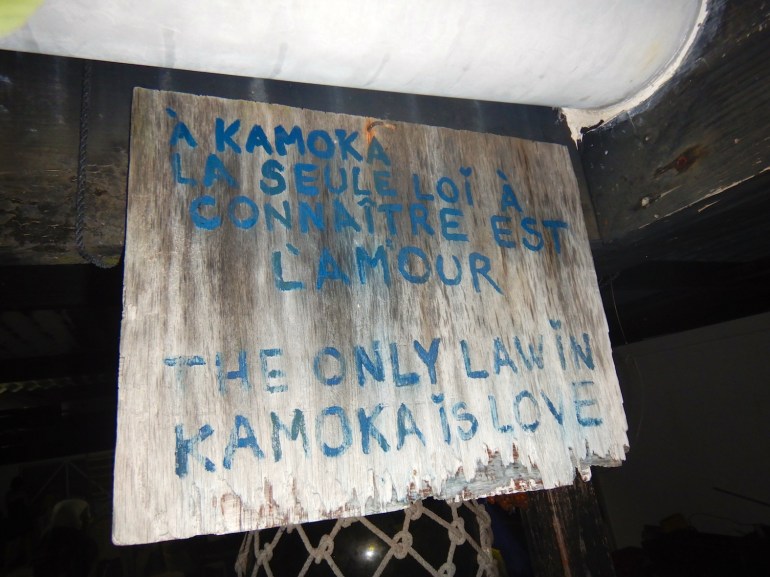 À KAMOKA
LA SEULE LOI À
CONNAÎTRE EST
L'AMOUR
THE ONLY LAW IN
KAMOKA IS LOVE